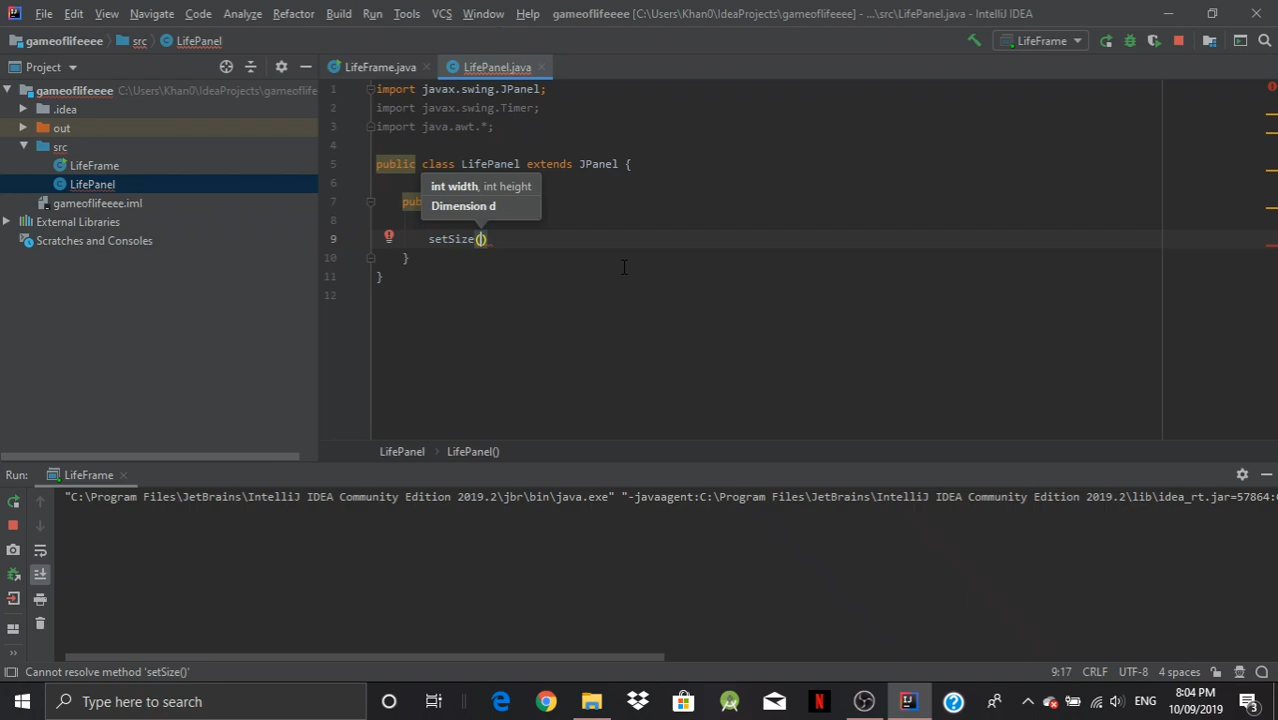 File Edit View Navigate Code Analyze Refactor Build Run Tools VCS Window Help gameoflifeeee [C:\Users\Khan0\IdeaProjects\gameoflifeeee] - ...\src\LifePanel.java - IntelliJ IDEA
gameoflifeeee src LifePanel LifeFrame
Project LifeFrame.java LifePanel.java
gameoflifeeee C:\Users\Khan0\IdeaProjects\gameoflife
.idea
out
src
LifeFrame
LifePanel
gameoflifeeee.iml
External Libraries
Scratches and Consoles
1 import javax.swing.JPanel;
2 import javax.swing.Timer;
3 import java.awt.*;
4
5 public class LifePanel extends JPanel {
6
int width, int height
7 pub
Dimension d
8
9 setSize()
10 }
11 }
12
LifePanel LifePanel()
Run: LifeFrame
"C:\Program Files\JetBrains\IntelliJ IDEA Community Edition 2019.2\jbr\bin\java.exe" "-javaagent:C:\Program Files\JetBrains\IntelliJ IDEA Community Edition 2019.2\lib\idea_rt.jar=57864:
Cannot resolve method 'setSize()' 9:17 CRLF UTF-8 4 spaces
Type here to search ENG 8:04 PM
10/09/2019 3